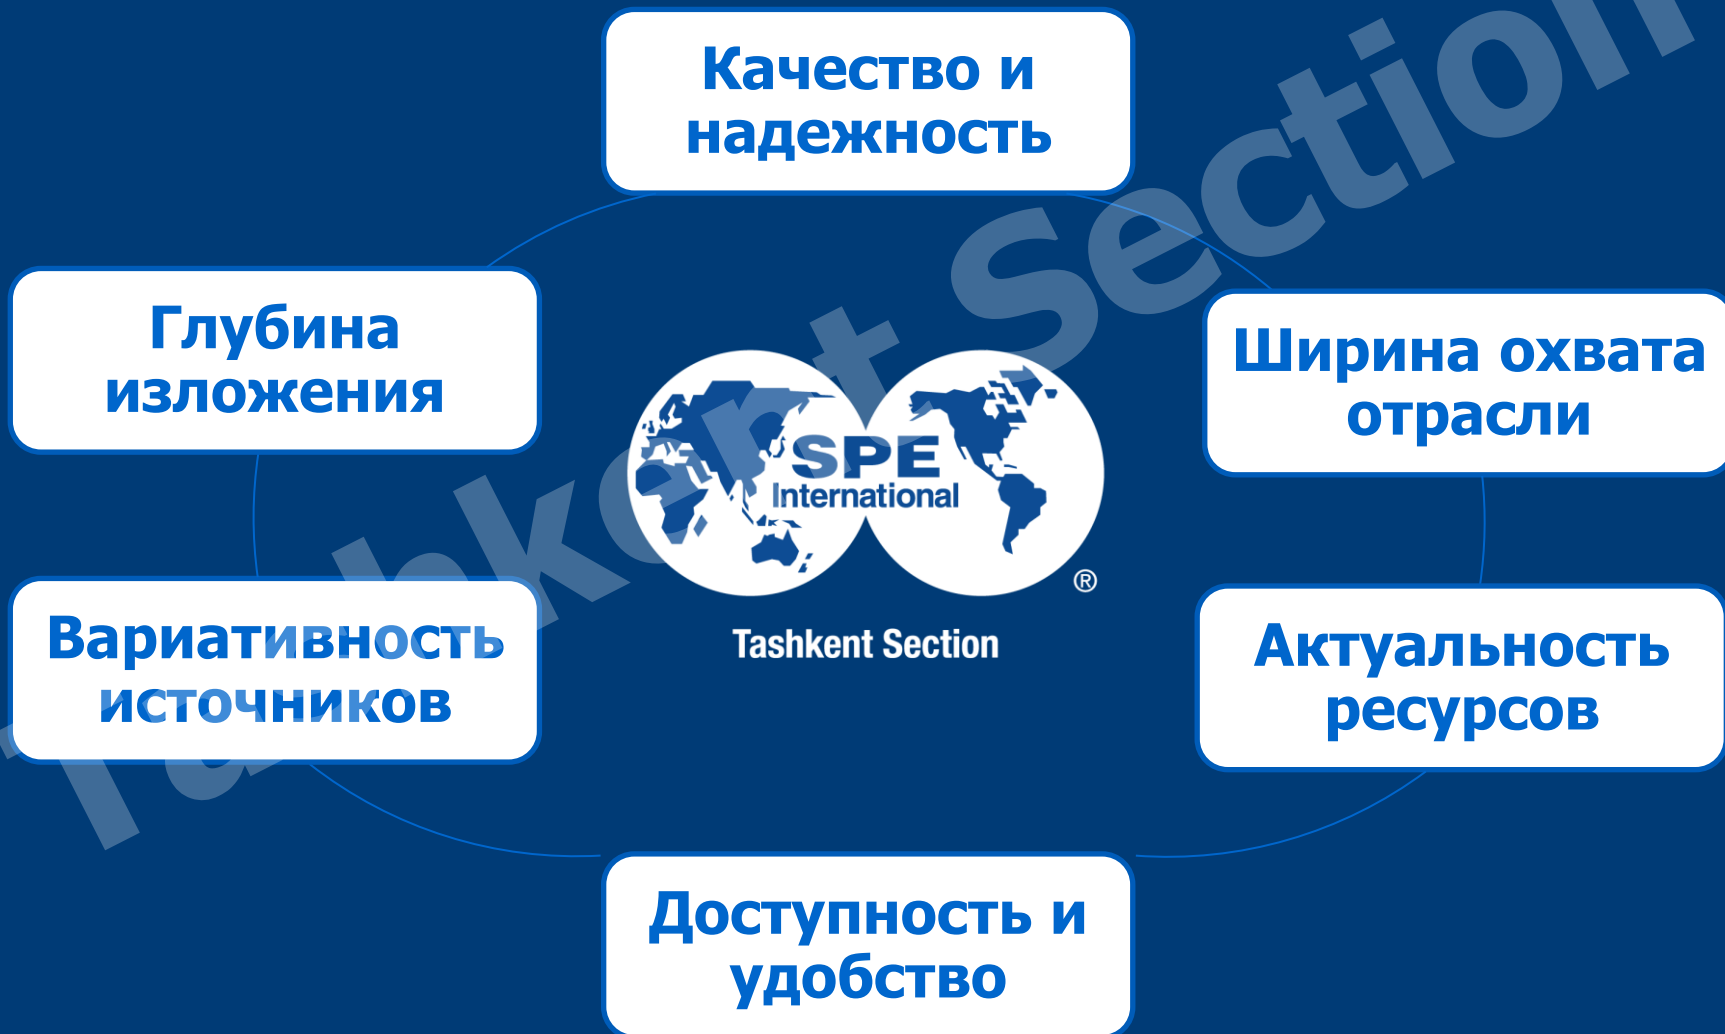 Качество и
надежность
Глубина
изложения
Ширина охвата
отрасли
SPE
International
®
Tashkent Section
Вариативность
источников
Актуальность
ресурсов
Доступность и
удобство
Tashkent Section